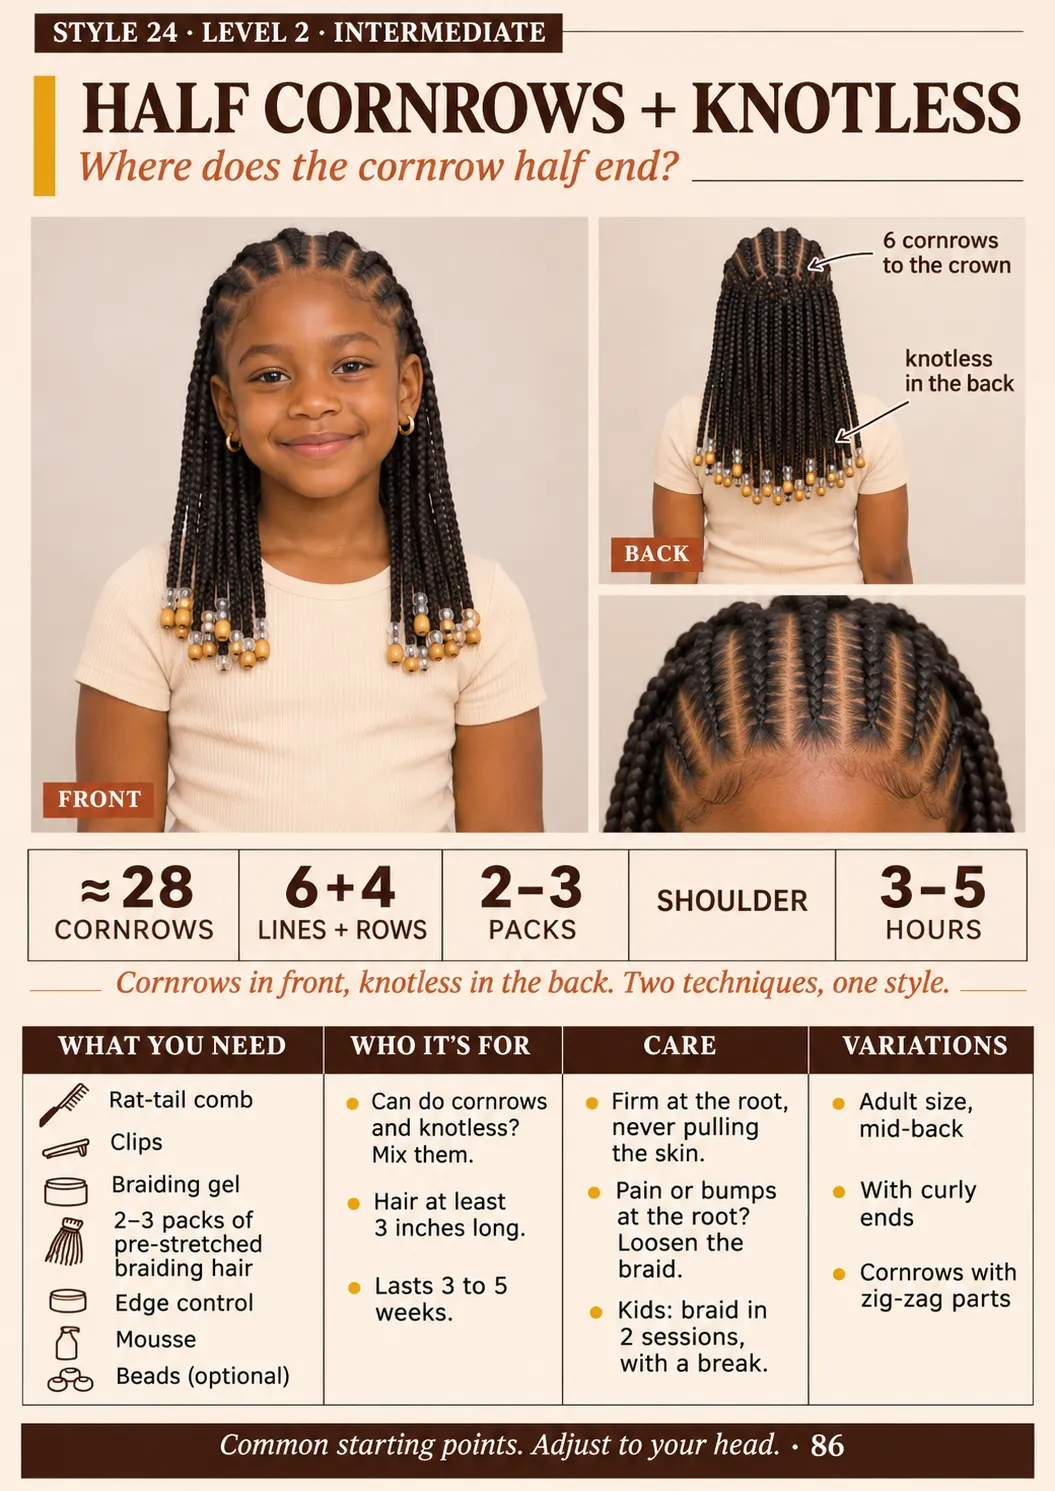 STYLE 24 · LEVEL 2 · INTERMEDIATE
HALF CORNROWS + KNOTLESS
Where does the cornrow half end?
6 cornrows
to the crown
knotless
in the back
BACK
FRONT
≈28
CORNROWS
6+4
LINES + ROWS
2–3
PACKS
SHOULDER
3–5
HOURS
Cornrows in front, knotless in the back. Two techniques, one style.
WHAT YOU NEED
Rat-tail comb
Clips
Braiding gel
2–3 packs of
pre-stretched
braiding hair
Edge control
Mousse
Beads (optional)
WHO IT'S FOR
Can do cornrows
and knotless?
Mix them.
Hair at least
3 inches long.
Lasts 3 to 5
weeks.
CARE
Firm at the root,
never pulling
the skin.
Pain or bumps
at the root?
Loosen the
braid.
Kids: braid in
2 sessions,
with a break.
VARIATIONS
Adult size,
mid-back
With curly
ends
Cornrows with
zig-zag parts
Common starting points. Adjust to your head. · 86